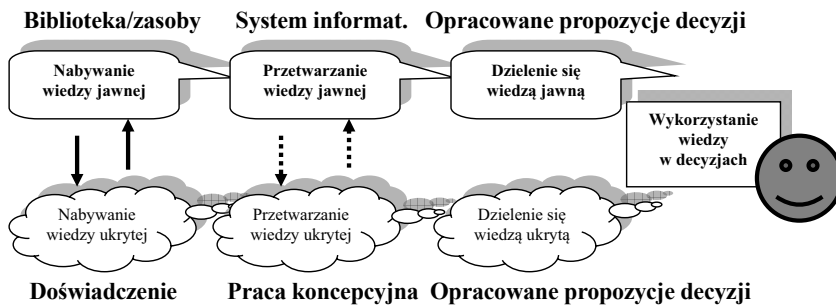 Biblioteka/zasoby
System informat.
Opracowane propozycje decyzji
Nabywanie
wiedzy jawnej
Przetwarzanie
wiedzy jawnej
Dzielenie się
wiedzą jawną
Wykorzystanie
wiedzy
w decyzjach
Nabywanie
wiedzy ukrytej
Przetwarzanie
wiedzy ukrytej
Dzielenie się
wiedzą ukrytą
Doświadczenie
Praca koncepcyjna
Opracowane propozycje decyzji